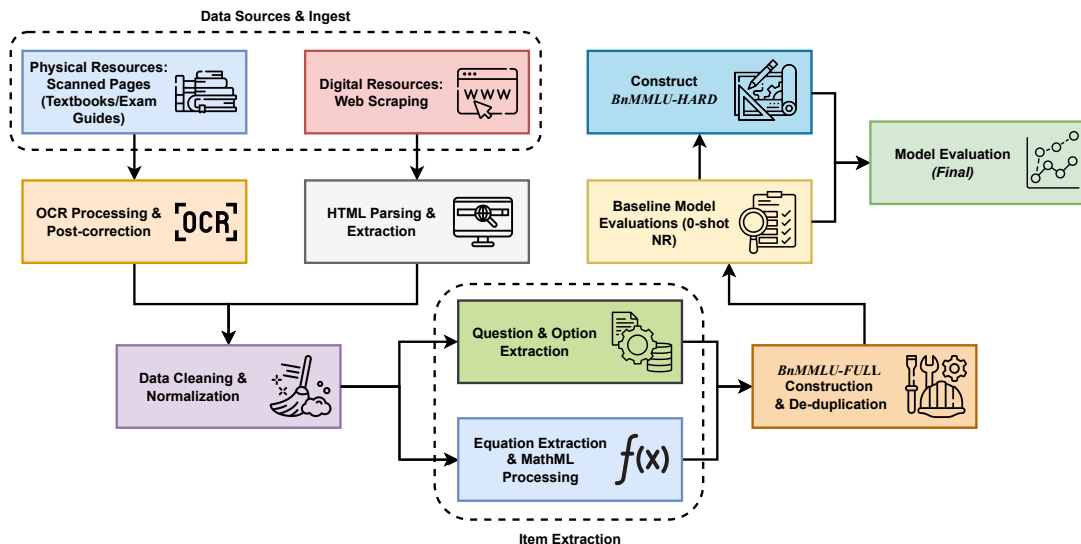 Data Sources & Ingest
Physical Resources:
Scanned Pages
(Textbooks/Exam
Guides)
Digital Resources:
Web Scraping
WWW
OCR Processing &
Post-correction
[OCR]
HTML Parsing &
Extraction
Data Cleaning &
Normalization
Question & Option
Extraction
Equation Extraction
& MathML
Processing
f(x)
Item Extraction
BnMMLU-FULL
Construction
& De-duplication
Baseline Model
Evaluations (0-shot
NR)
Construct
BnMMLU-HARD
Model Evaluation
(Final)